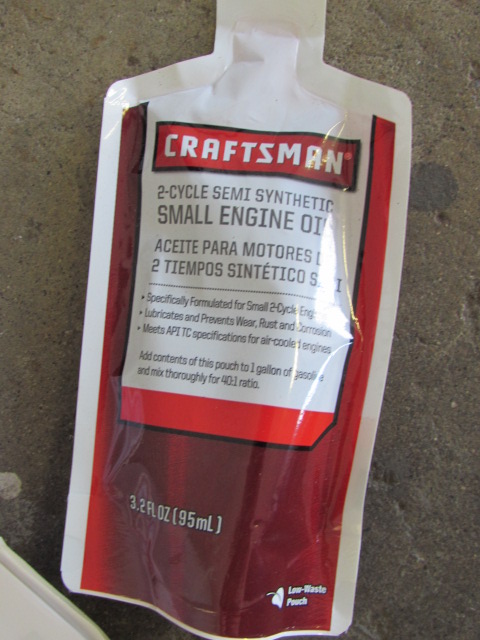 CRAFTSMAN®
2-CYCLE SEMI SYNTHETIC
SMALL ENGINE OIL
ACEITE PARA MOTORES
2 TIEMPOS SINTÉTICO
• Specifically Formulated for Small 2-Cycle
• Lubricates and Prevents Wear, Rust and Corrosion
• Meets API TC specifications for air-cooled engines
Add contents of this pouch to 1 gallon of gasoline
and mix thoroughly for 40:1 ratio.
3.2 FL OZ (95mL)
Low-Waste
Pouch